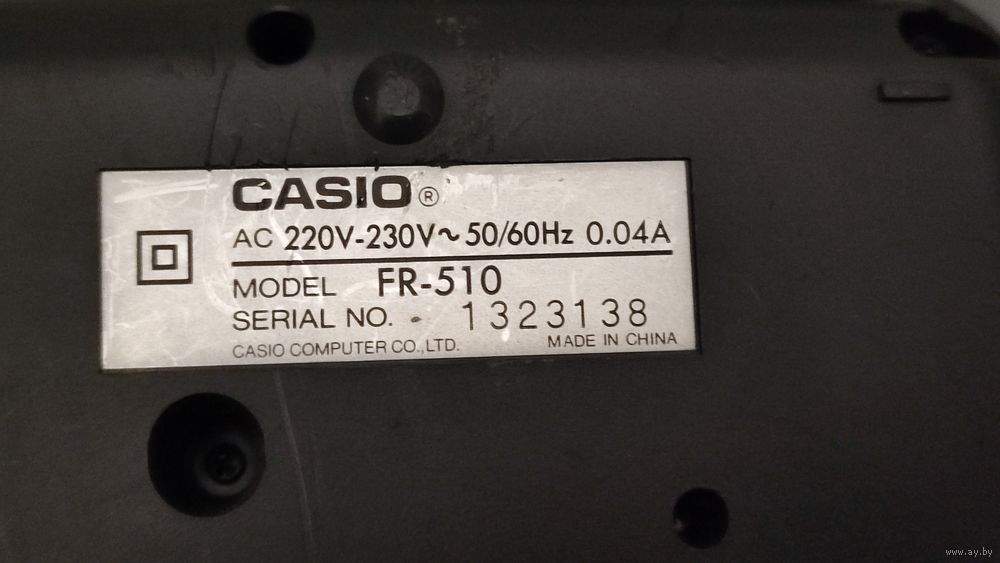 CASIO®
AC 220V-230V~50/60Hz 0.04A
MODEL FR-510
SERIAL NO. 1323138
CASIO COMPUTER CO.,LTD. MADE IN CHINA
www.ay.by